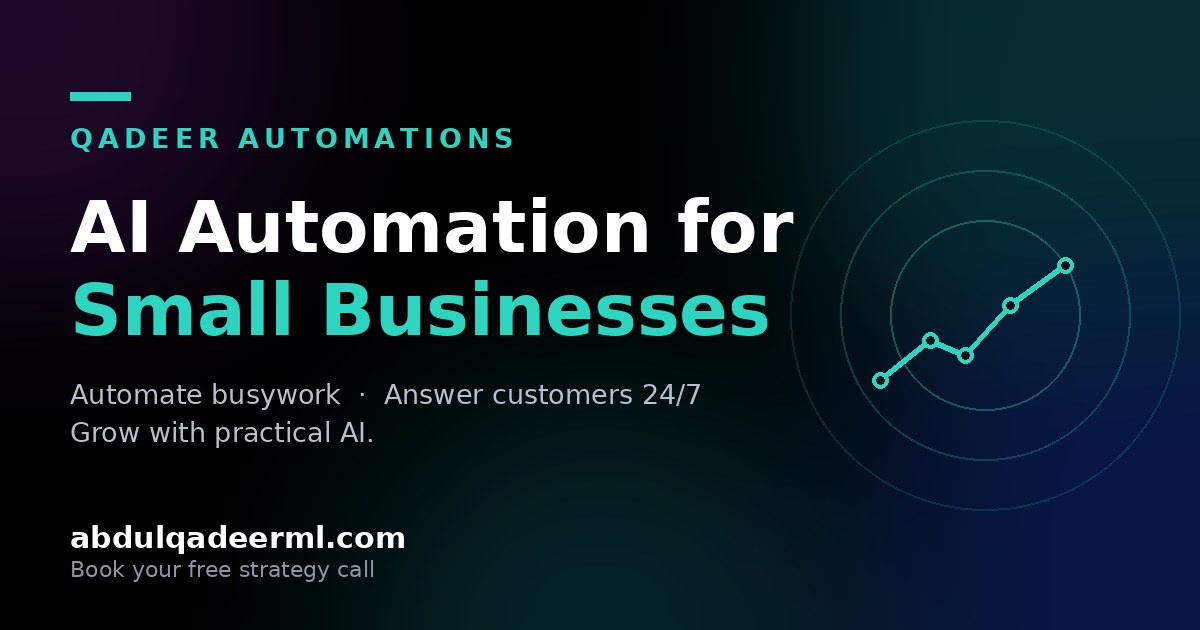 QADEER AUTOMATIONS
AI Automation for
Small Businesses
Automate busywork · Answer customers 24/7
Grow with practical AI.
abdulqadeerml.com
Book your free strategy call